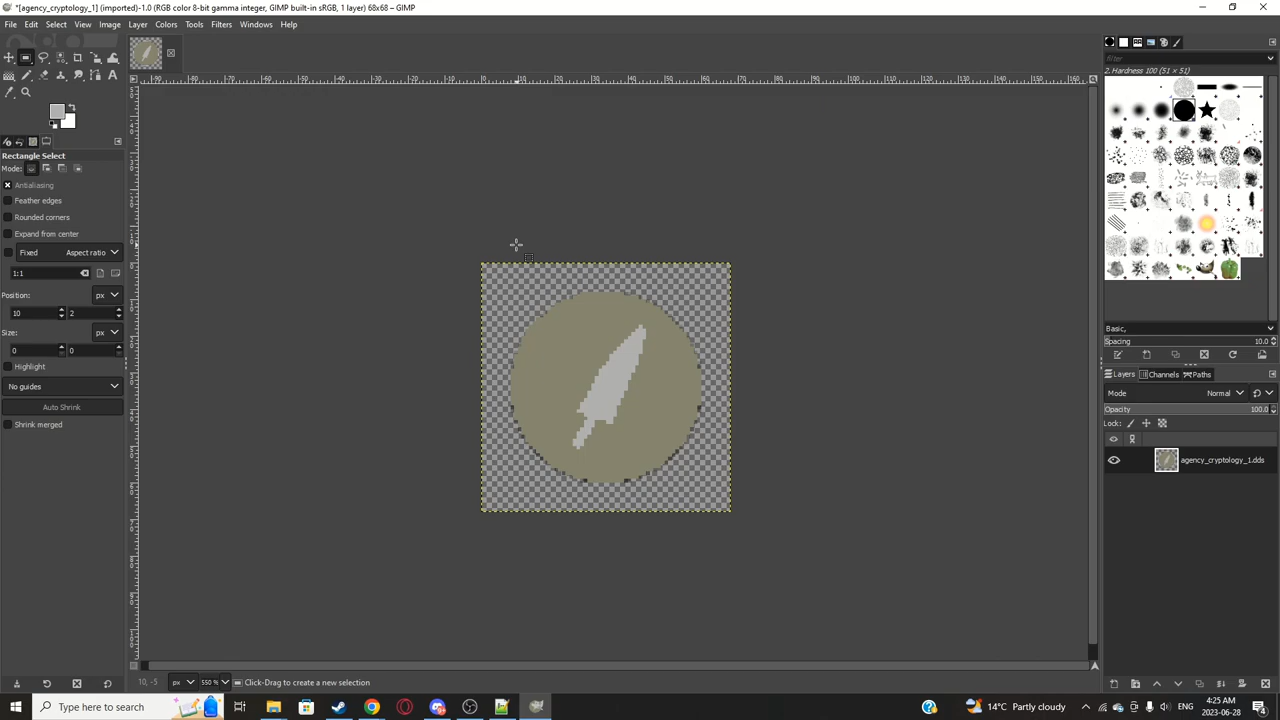 *[agency_cryptology_1] (imported)-1.0 (RGB color 8-bit gamma integer, GIMP built-in sRGB, 1 layer) 68x68 – GIMP
File Edit Select View Image Layer Colors Tools Filters Windows Help
filter
2. Hardness 100 (51 × 51)
Rectangle Select
Mode:
Antialiasing
Feather edges
Rounded corners
Expand from center
Fixed Aspect ratio
1:1
Position: px
10 2
Size: px
0 0
Highlight
No guides
Auto Shrink
Shrink merged
Basic,
Spacing 10.0
Layers Channels Paths
Mode Normal
Opacity 100.0
Lock:
agency_cryptology_1.dds
10, -5 px 550 % Click-Drag to create a new selection
Type here to search
14°C Partly cloudy
4:25 AM
2023-06-28